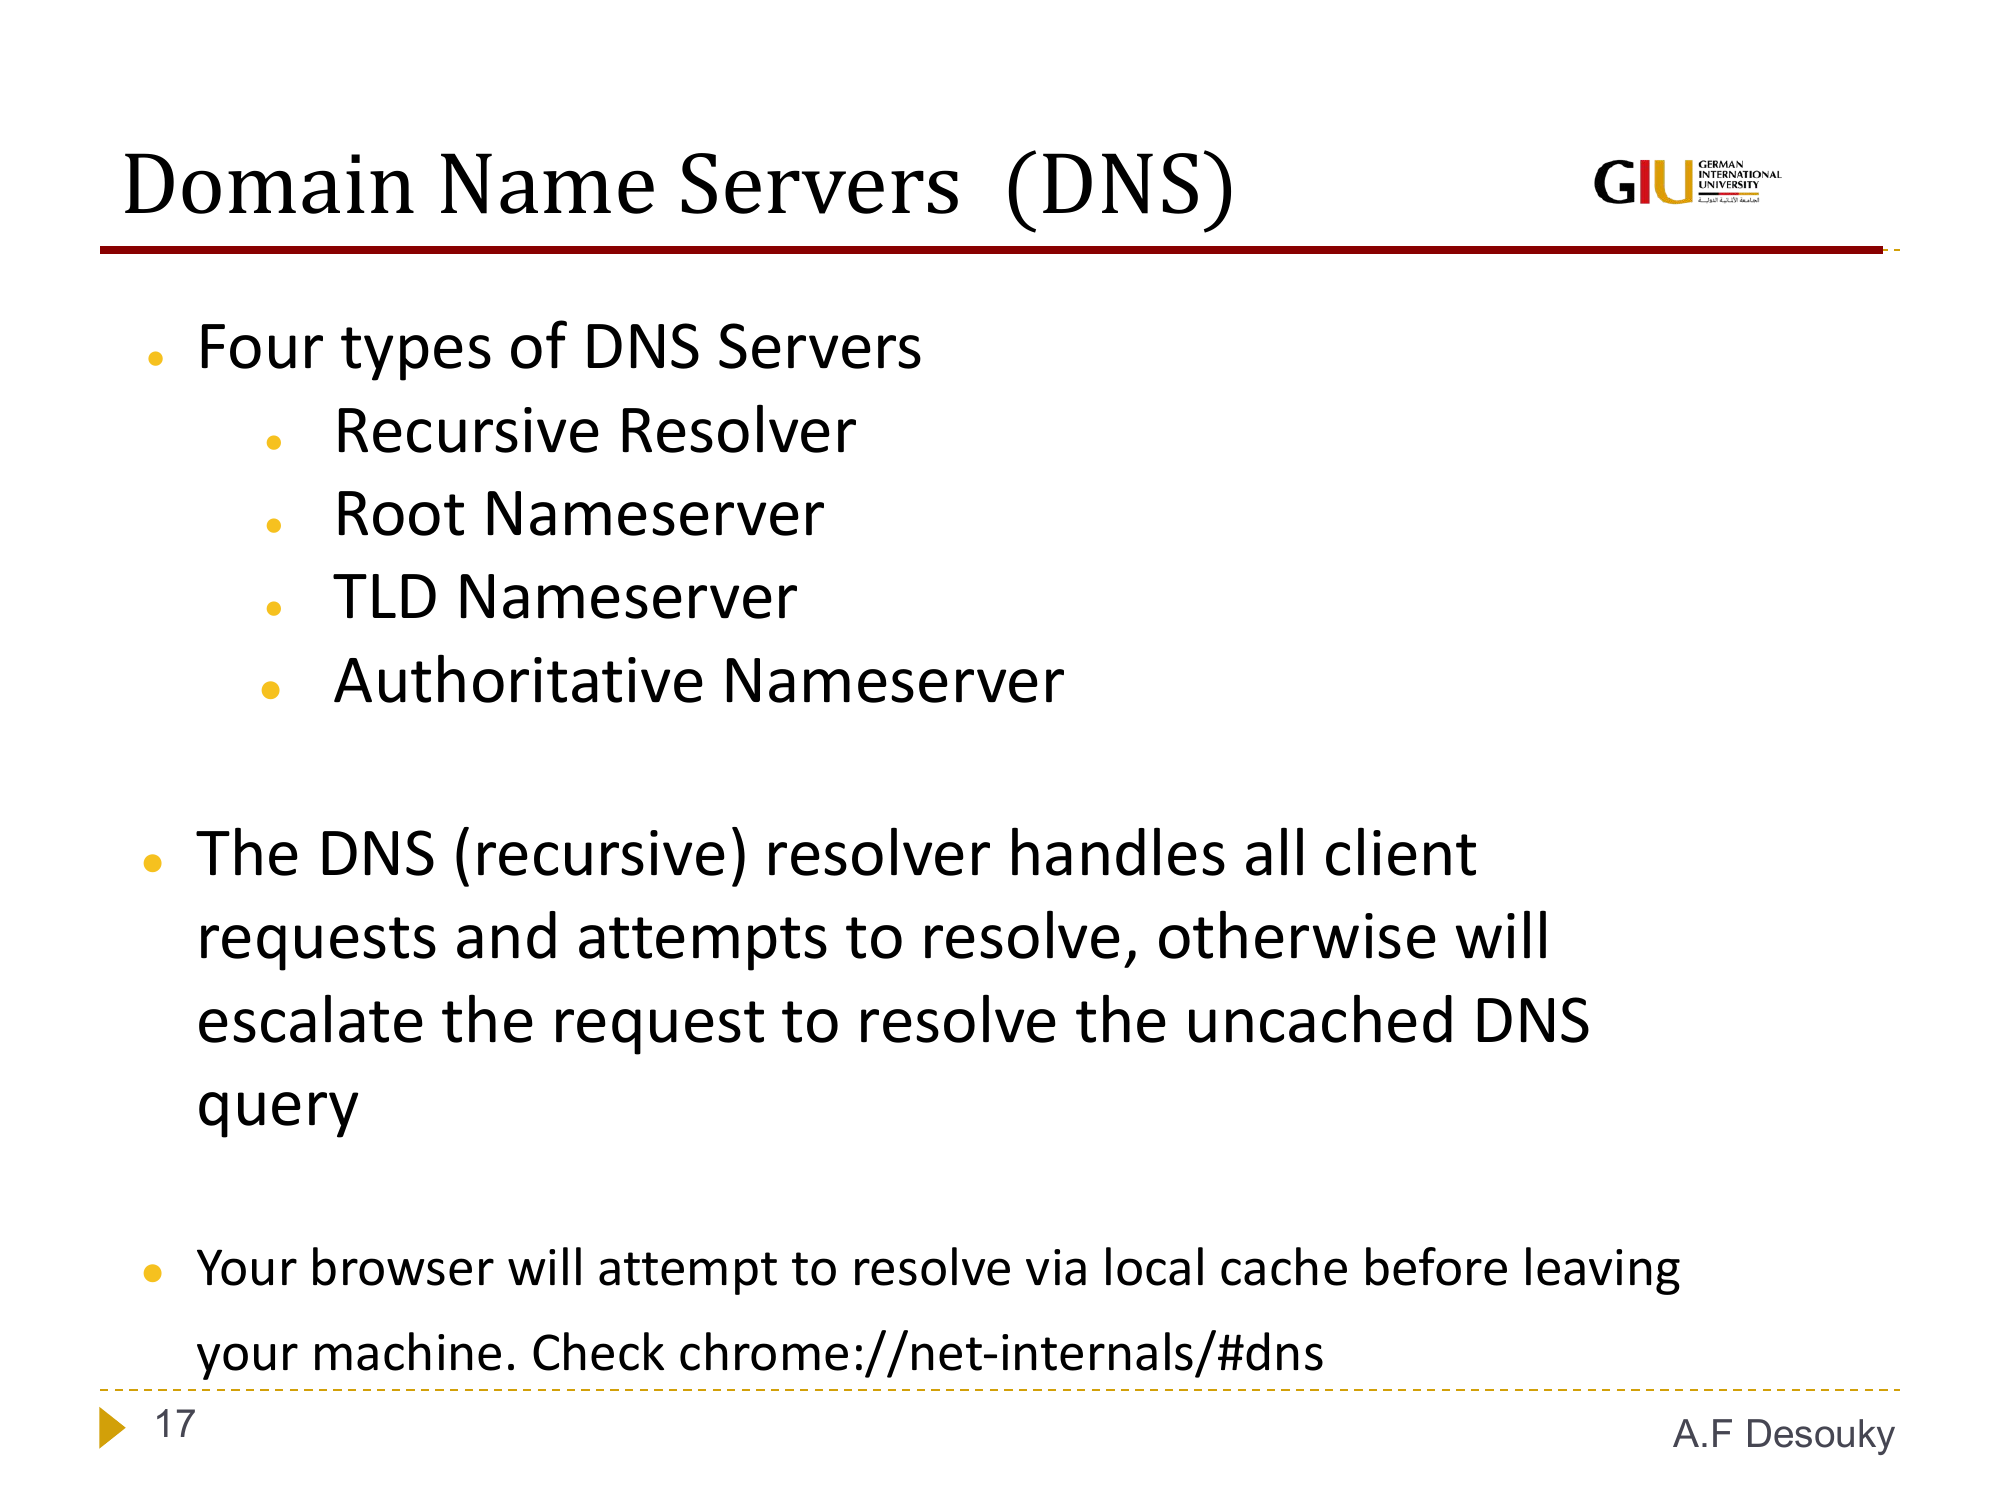 Domain Name Servers (DNS)
GIU
GERMAN
INTERNATIONAL
UNIVERSITY
الجامعة الألمانية الدولية
• Four types of DNS Servers
• Recursive Resolver
• Root Nameserver
• TLD Nameserver
• Authoritative Nameserver
• The DNS (recursive) resolver handles all client
requests and attempts to resolve, otherwise will
escalate the request to resolve the uncached DNS
query
• Your browser will attempt to resolve via local cache before leaving
your machine. Check chrome://net-internals/#dns
17
A.F Desouky